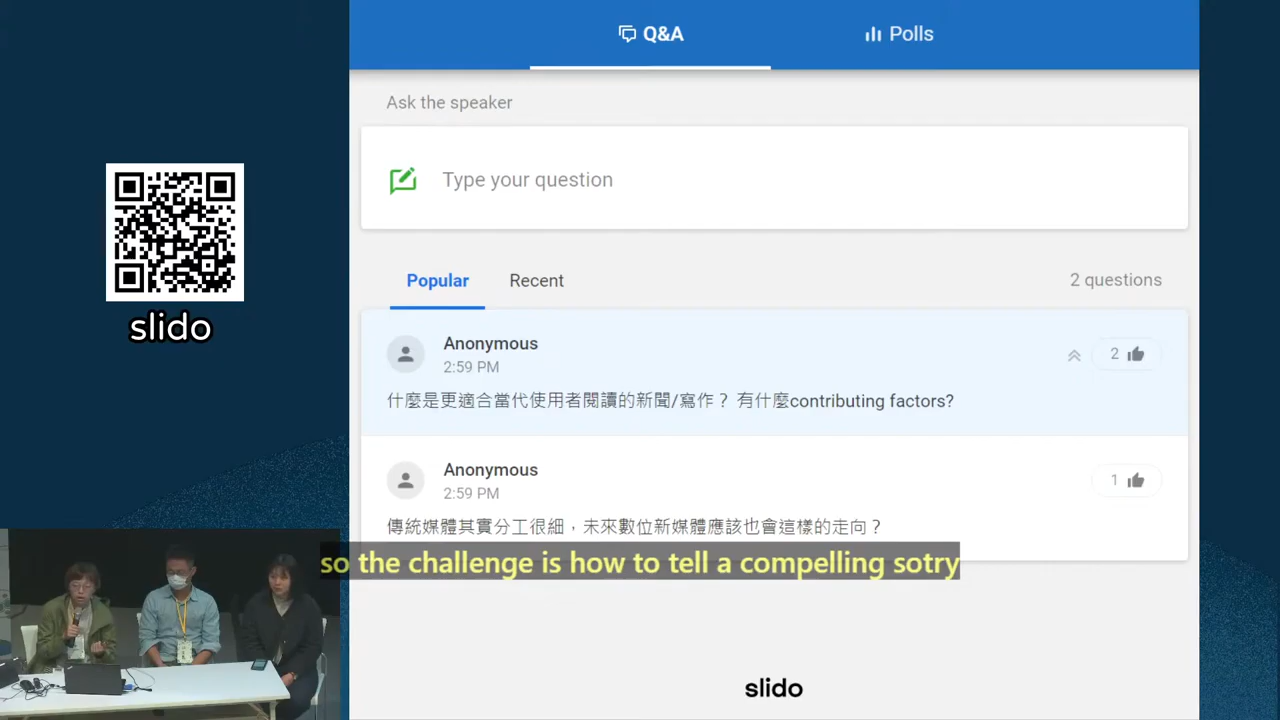 Q&A
Polls
Ask the speaker
Type your question
Popular
Recent
2 questions
Anonymous
2
2:59 PM
什麼是更適合當代使用者閱讀的新聞/寫作? 有什麼contributing factors?
Anonymous
1
2:59 PM
傳統媒體其實分工很細,未來數位新媒體應該也會這樣的走向?
so the challenge is how to tell a compelling sotry
slido
slido